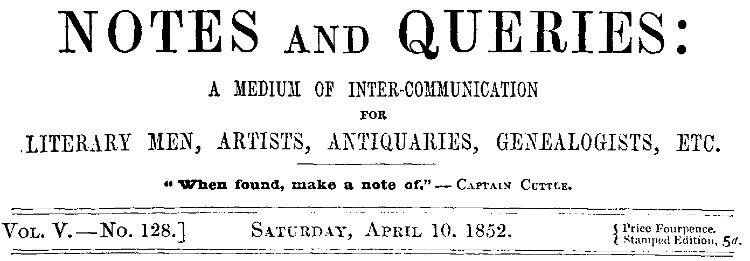 NOTES AND QUERIES:
A MEDIUM OF INTER-COMMUNICATION
FOR
LITERARY MEN, ARTISTS, ANTIQUARIES, GENEALOGISTS, ETC.
"When found, make a note of."—CAPTAIN CUTTLE.
VOL. V.—No. 128.] SATURDAY, APRIL 10. 1852. { Price Fourpence.
{ Stamped Edition, 5d.